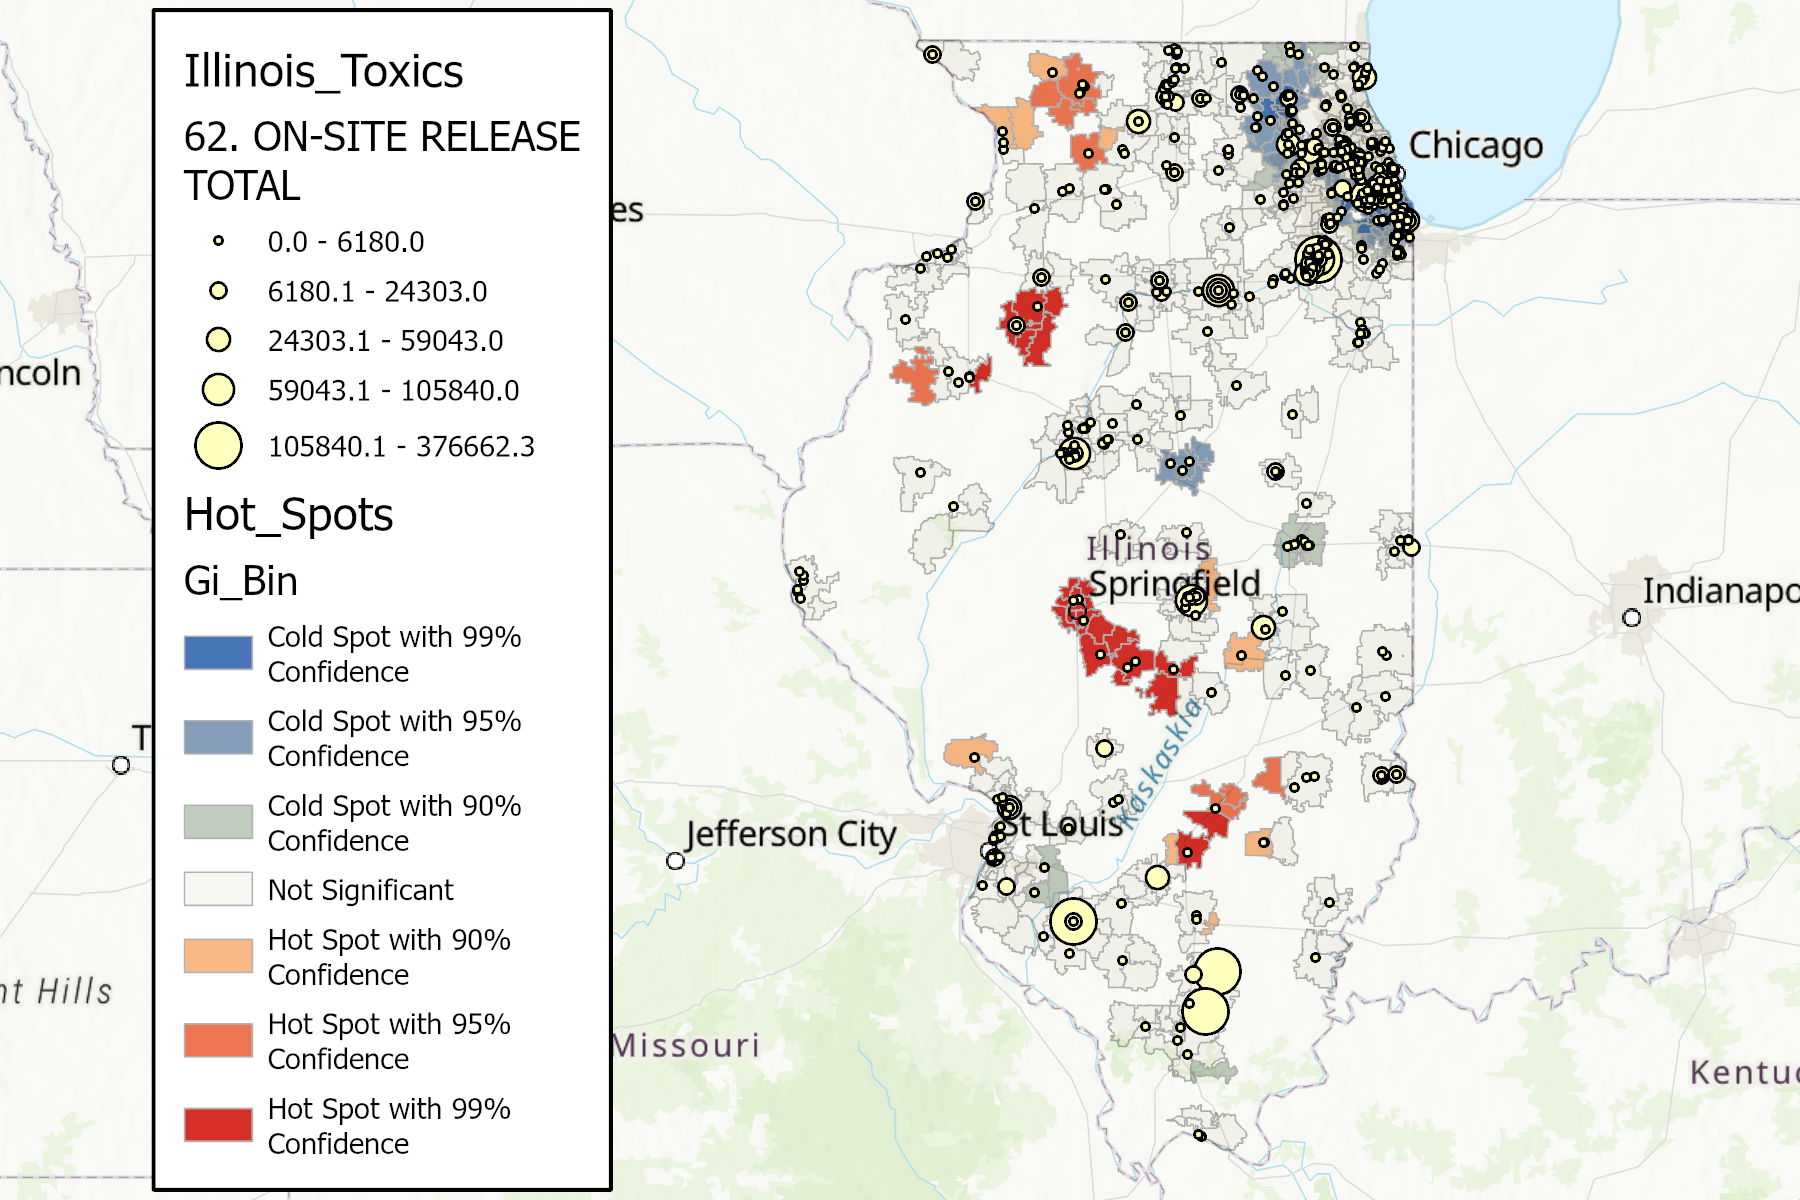 Illinois_Toxics
62. ON-SITE RELEASE
TOTAL
0.0 - 6180.0
6180.1 - 24303.0
24303.1 - 59043.0
59043.1 - 105840.0
105840.1 - 376662.3
Hot_Spots
Gi_Bin
Cold Spot with 99%
Confidence
Cold Spot with 95%
Confidence
Cold Spot with 90%
Confidence
Not Significant
Hot Spot with 90%
Confidence
Hot Spot with 95%
Confidence
Hot Spot with 99%
Confidence
Chicago
es
ncoln
Illinois
Springfield
Indianapo
T
Kaskaskia
Jefferson City
St Louis
nt Hills
Missouri
Kentuc